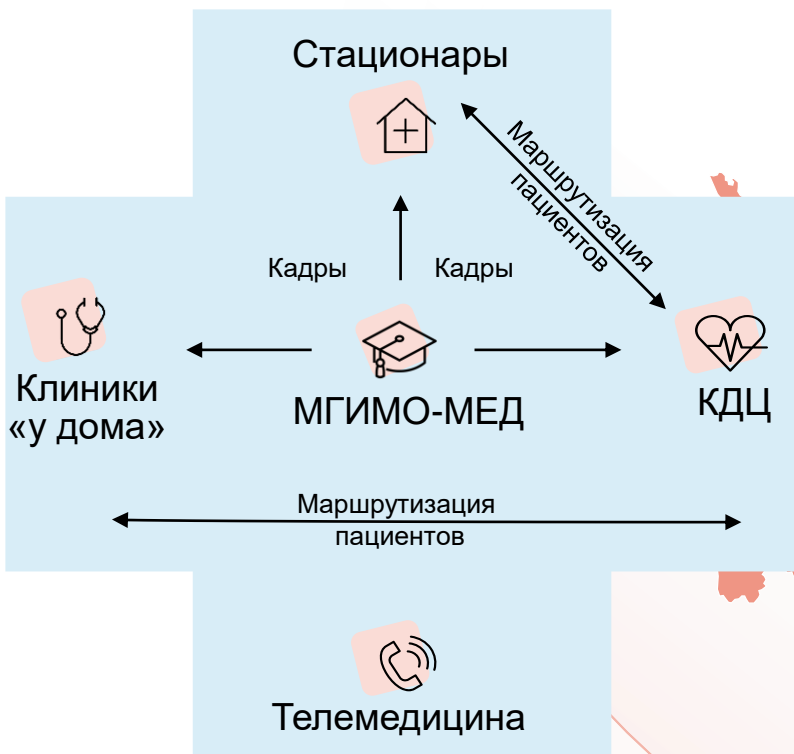 Стационары
Маршрутизация
пациентов
Кадры
Кадры
Клиники
«у дома»
МГИМО-МЕД
КДЦ
Маршрутизация
пациентов
Телемедицина